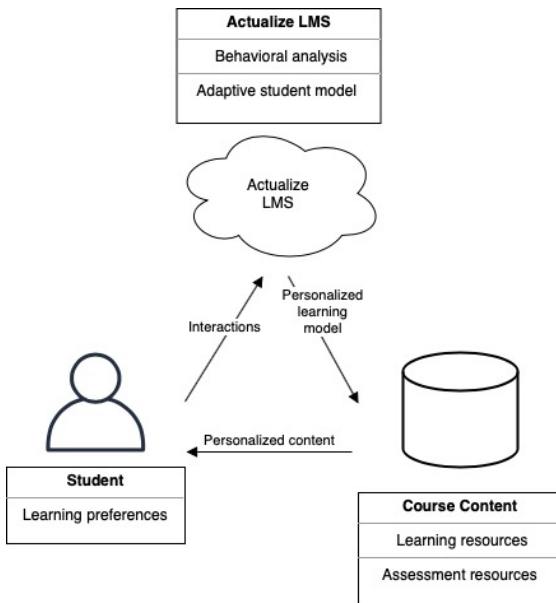 Actualize LMS
Behavioral analysis
Adaptive student model
Actualize
LMS
Interactions
Personalized
learning
model
Personalized content
Student
Learning preferences
Course Content
Learning resources
Assessment resources